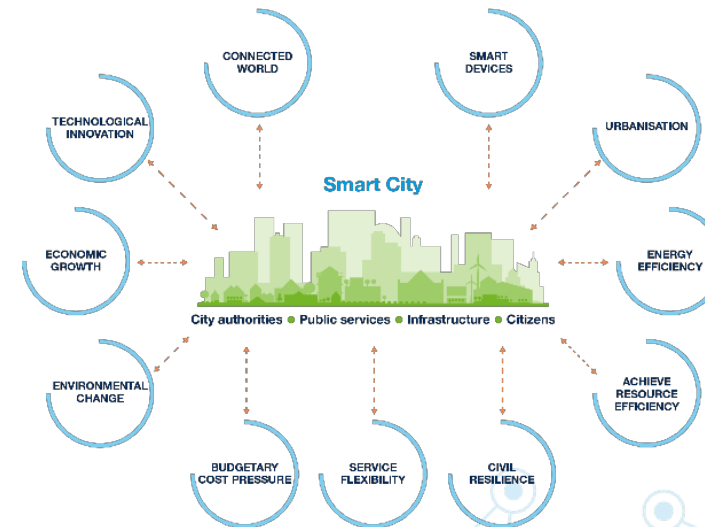 CONNECTED
WORLD
SMART
DEVICES
TECHNOLOGICAL
INNOVATION
URBANISATION
Smart City
ECONOMIC
GROWTH
ENERGY
EFFICIENCY
City authorities ● Public services ● Infrastructure ● Citizens
ENVIRONMENTAL
CHANGE
ACHIEVE
RESOURCE
EFFICIENCY
BUDGETARY
COST PRESSURE
SERVICE
FLEXIBILITY
CIVIL
RESILIENCE